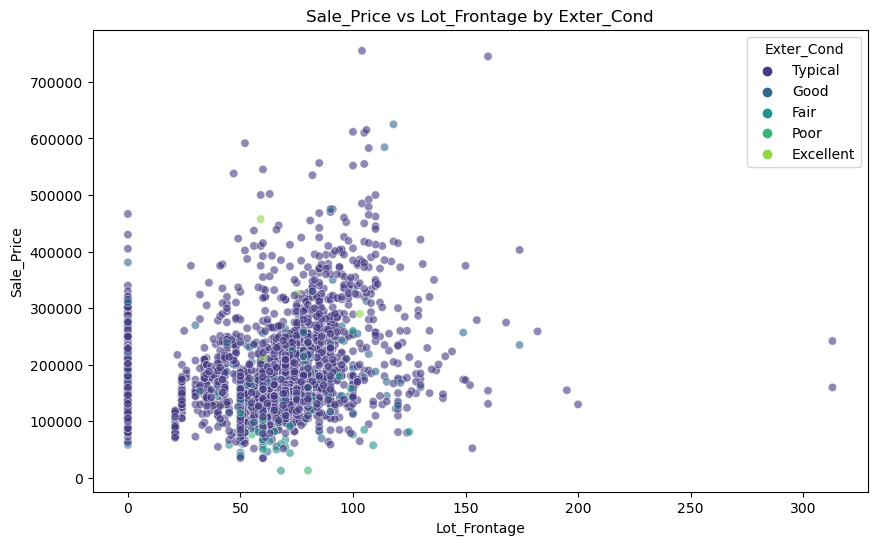 Sale_Price vs Lot_Frontage by Exter_Cond
Exter_Cond
Typical
Good
Fair
Poor
Excellent
Sale_Price
700000
600000
500000
400000
300000
200000
100000
0
0 50 100 150 200 250 300
Lot_Frontage